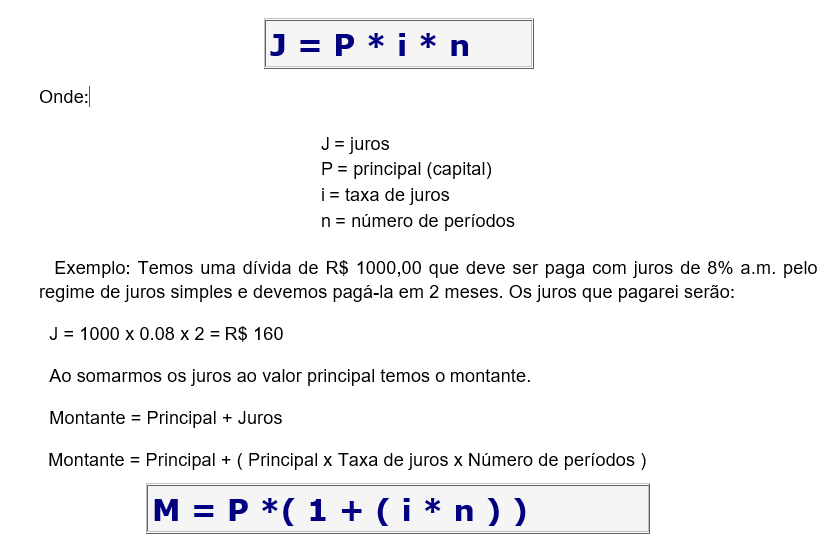 J = P * i * n
Onde:
J = juros
P = principal (capital)
i = taxa de juros
n = número de períodos
Exemplo: Temos uma dívida de R$ 1000,00 que deve ser paga com juros de 8% a.m. pelo
regime de juros simples e devemos pagá-la em 2 meses. Os juros que pagarei serão:
J = 1000 x 0.08 x 2 = R$ 160
Ao somarmos os juros ao valor principal temos o montante.
Montante = Principal + Juros
Montante = Principal + ( Principal x Taxa de juros x Número de períodos )
M = P *( 1 + ( i * n ) )